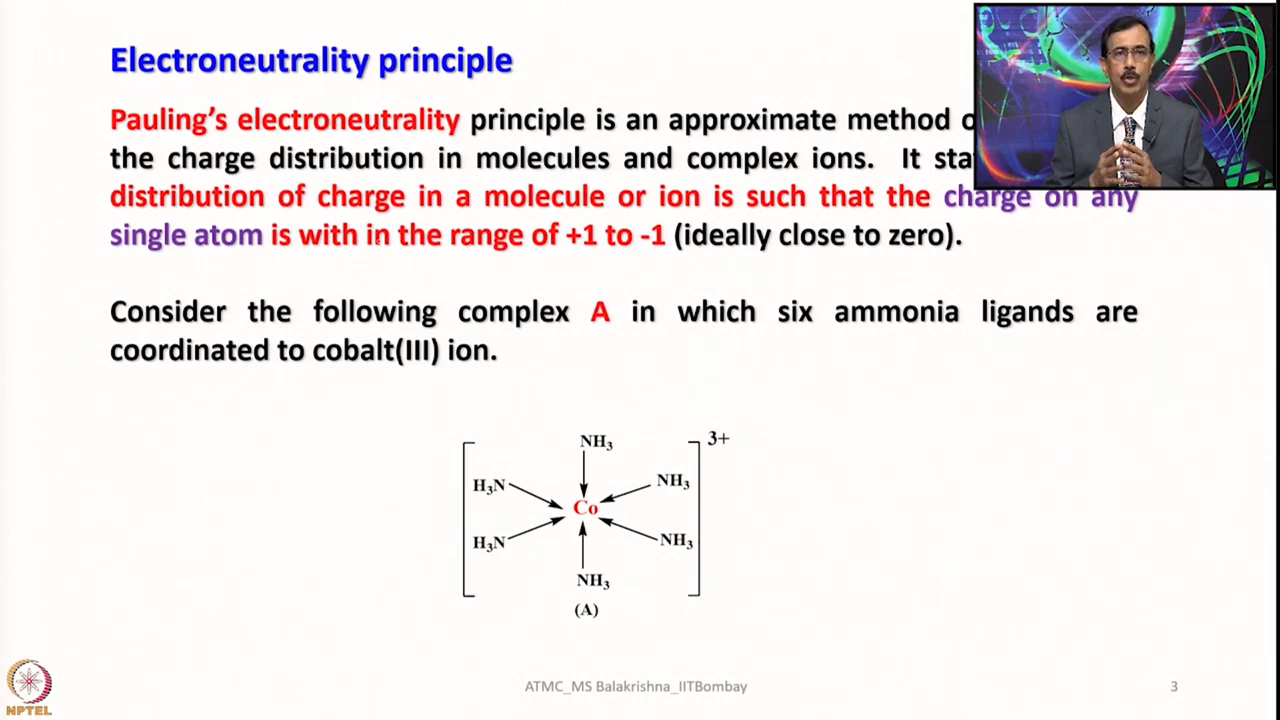 Electroneutrality principle
Pauling's electroneutrality principle is an approximate method o
the charge distribution in molecules and complex ions. It sta
distribution of charge in a molecule or ion is such that the charge on any
single atom is with in the range of +1 to -1 (ideally close to zero).
Consider the following complex A in which six ammonia ligands are
coordinated to cobalt(III) ion.
3+
NH₃
H₃N NH₃
Co
H₃N NH₃
NH₃
(A)
NPTEL
ATMC_MS Balakrishna_IITBombay 3